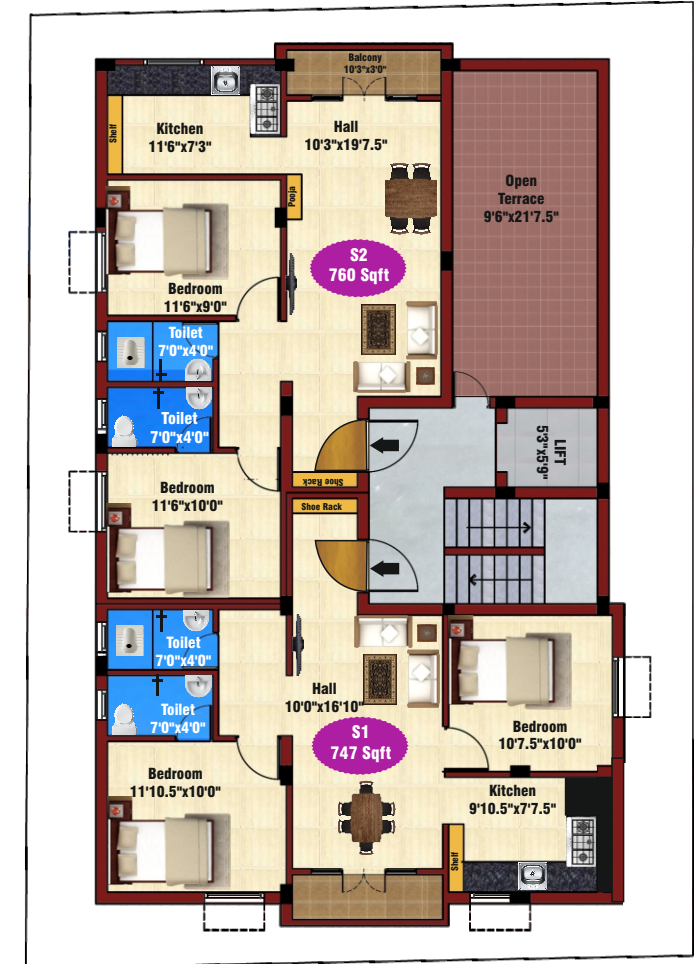 Balcony
10'3"x3'0"
Kitchen
11'6"x7'3"
Shelf
Hall
10'3"x19'7.5"
Pooja
Open
Terrace
9'6"x21'7.5"
S2
760 Sqft
Bedroom
11'6"x9'0"
Toilet
7'0"x4'0"
Toilet
7'0"x4'0"
LIFT
5'3"x5'9"
Bedroom
11'6"x10'0"
Shoe Rack
Shoe Rack
Toilet
7'0"x4'0"
Hall
10'0"x16'10"
Toilet
7'0"x4'0"
S1
747 Sqft
Bedroom
10'7.5"x10'0"
Bedroom
11'10.5"x10'0"
Kitchen
9'10.5"x7'7.5"
Shelf